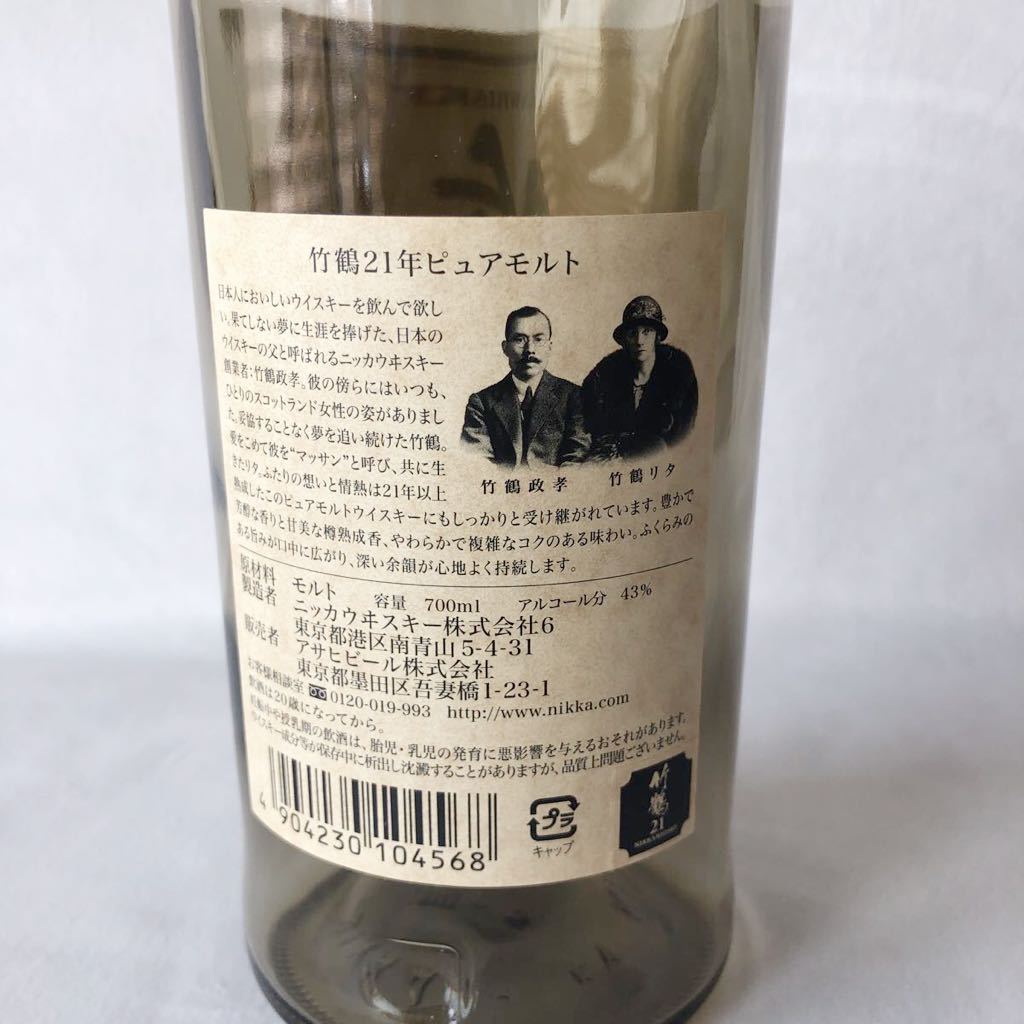 竹鶴21年ピュアモルト
日本人においしいウイスキーを飲んで欲し
い。果てしない夢に生涯を捧げた、日本の
ウイスキーの父と呼ばれるニッカウヰスキー
創業者:竹鶴政孝。彼の傍らにはいつも、
ひとりのスコットランド女性の姿がありまし
た。妥協することなく夢を追い続けた竹鶴。
愛をこめて彼を“マッサン”と呼び、共に生
きたリタ。ふたりの想いと情熱は21年以上
熟成したこのピュアモルトウイスキーにもしっかりと受け継がれています。豊かで
芳醇な香りと甘美な樽熟成香、やわらかで複雑なコクのある味わい。ふくらみの
ある旨みが口中に広がり、深い余韻が心地よく持続します。
竹鶴政孝 竹鶴リタ
原材料 モルト 容量 700ml アルコール分 43%
製造者 ニッカウヰスキー株式会社6
東京都港区南青山5-4-31
販売者 アサヒビール株式会社
東京都墨田区吾妻橋1-23-1
お客様相談室 0120-019-993 http://www.nikka.com
飲酒は20歳になってから。
妊娠中や授乳期の飲酒は、胎児・乳児の発育に悪影響を与えるおそれがあります。
ウイスキー成分等が保存中に析出し沈澱することがありますが、品質上問題ございません。
4 904230 104568
プラ
キャップ
竹鶴
21
NIKKA WHISKY